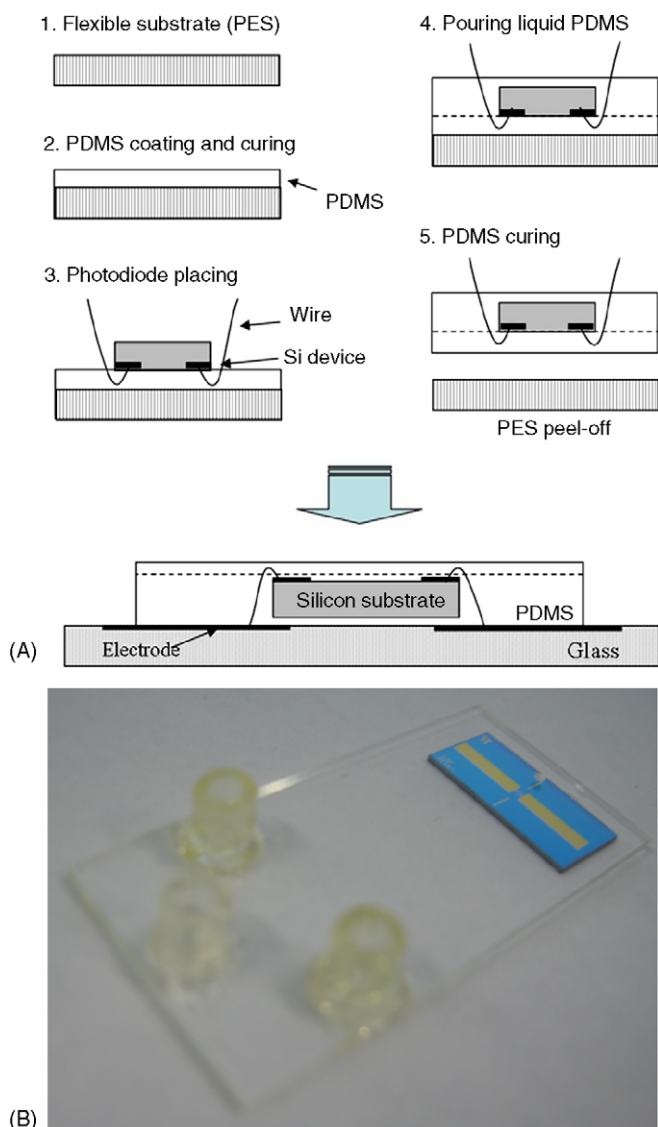 1. Flexible substrate (PES)
2. PDMS coating and curing
PDMS
3. Photodiode placing
Wire
Si device
4. Pouring liquid PDMS
5. PDMS curing
PES peel-off
Silicon substrate
PDMS
Electrode
Glass
(A)
(B)